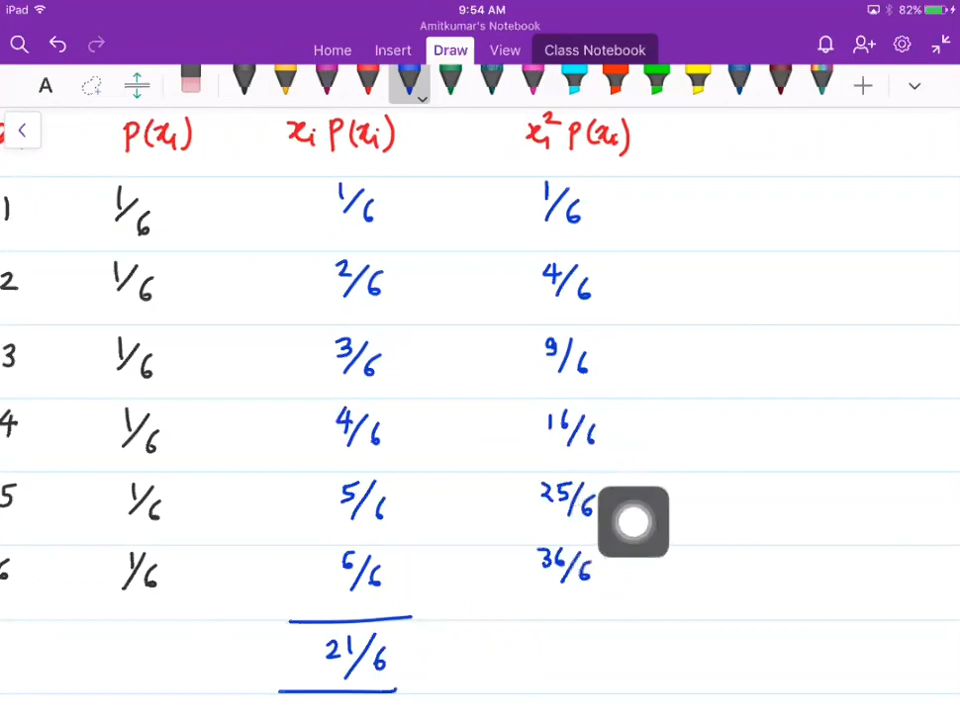 iPad 9:54 AM 82%
Amitkumar's Notebook
Home Insert Draw View Class Notebook
A
P(xi) xi P(xi) xi² P(xi)
1 1/6 1/6 1/6
2 1/6 2/6 4/6
3 1/6 3/6 9/6
4 1/6 4/6 16/6
5 1/6 5/6 25/6
6 1/6 6/6 36/6
21/6